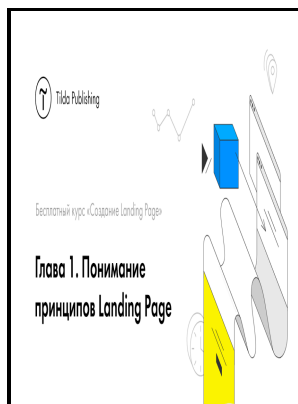 Tilda Publishing
Бесплатный курс «Создание Landing Page»
Глава 1. Понимание
принципов Landing Page